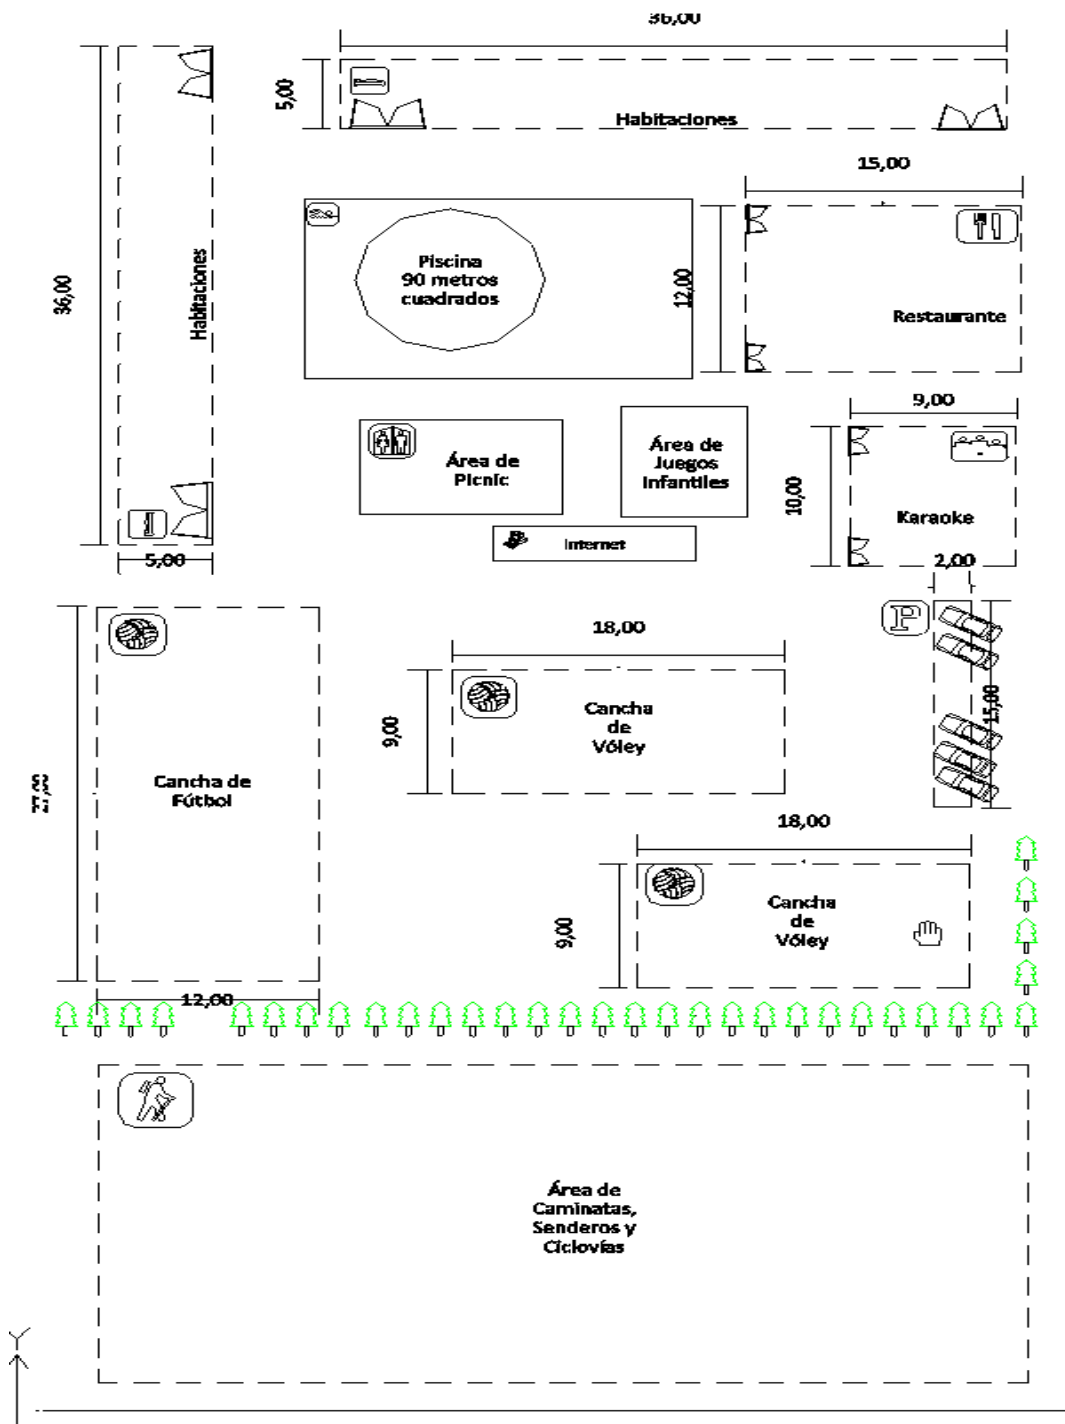 36,00
5,00
Habitaciones
15,00
36,00
Habitaciones
Piscina
90 metros
cuadrados
12,00
Restaurante
9,00
Área de
Picnic
Área de
Juegos
Infantiles
10,00
Karaoke
Internet
5,00
2,00
P
18,00
9,00
Cancha
de
Vóley
15,00
27,00
Cancha de
Fútbol
18,00
9,00
Cancha
de
Vóley
12,00
Área de
Caminatas,
Senderos y
Ciclovías
Y